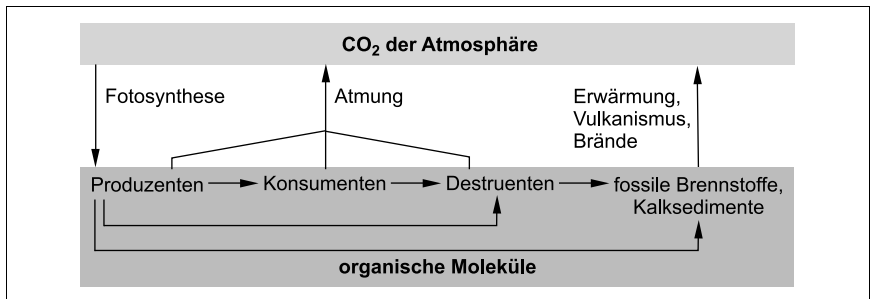 CO₂ der Atmosphäre
Fotosynthese
Atmung
Erwärmung,
Vulkanismus,
Brände
Produzenten
Konsumenten
Destruenten
fossile Brennstoffe,
Kalksedimente
organische Moleküle